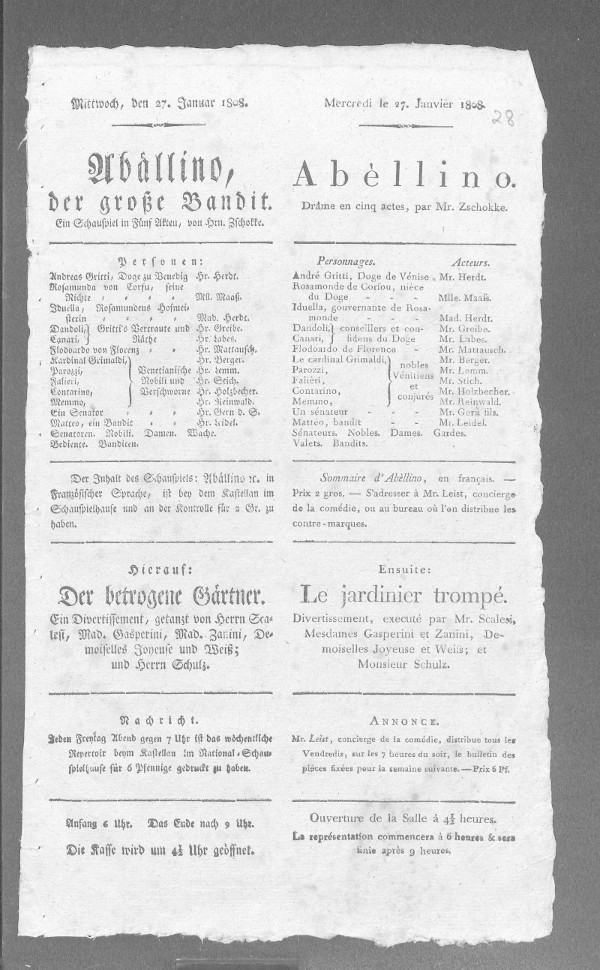 Mittwoch, den 27. Januar 1808.
Abällino,
der große Bandit.
Ein Schauspiel in Fünf Akten, von Hrn. Zschokke.
Personen:
Andreas Gritti, Doge zu Venedig Hr. Herdt.
Rosamunda von Corfu, seine
Nichte „ „ „ Mll. Maaß.
Iduella, Rosamundens Hofmei-
sterin „ „ „ Mad. Herdt.
Dandoli,} Gritti's Vertraute und Hr. Greibe.
Canari, } Räthe Hr. Labes.
Flodoardo von Florenz „ „ Hr. Mattausch.
Kardinal Grimaldi, Hr. Berger.
Parozzi, Venetianische Hr. Lemm.
Falieri, Nobili und Hr. Stich.
Contarino, Verschworne Hr. Holzbecher.
Memmo, Hr. Reinwald.
Ein Senator „ „ „ Hr. Gern d. S.
Matteo, ein Bandit „ „ Hr. Leidel.
Senatoren. Nobili. Damen. Wache.
Bediente. Banditen.
Der Inhalt des Schauspiels: Abällino ꝛc. in
Französischer Sprache, ist bey dem Kastellan im
Schauspielhause und an der Kontrolle für 2 Gr. zu
haben.
Hierauf:
Der betrogene Gärtner.
Ein Divertissement, getanzt von Herrn Sca-
lesi, Mad. Gasperini, Mad. Zanini, De-
moiselles Joyeuse und Weiß;
und Herrn Schulz.
Nachricht.
Jeden Freytag Abend gegen 7 Uhr ist das wöchentliche
Repertoir beym Kastellan im National-Schau-
spielhause für 6 Pfennige gedruckt zu haben.
Anfang 6 Uhr. Das Ende nach 9 Uhr.
Die Kasse wird um 4½ Uhr geöffnet.
Mercredi le 27. Janvier 1808.
28
Abèllino.
Drâme en cinq actes, par Mr. Zschokke.
Personnages. Acteurs.
André Gritti, Doge de Vénise - Mr. Herdt.
Rosamonde de Corfou, nièce
du Doge - - - Mlle. Maaß.
Iduella, gouvernante de Rosa-
monde - - - Mad. Herdt.
Dandoli,} conseillers et con- Mr. Greibe.
Canari, } fidens du Doge Mr. Labes.
Flodoardo de Florence - Mr. Mattausch.
Le cardinal Grimaldi, nobles Mr. Berger.
Parozzi, Vénitiens Mr. Lemm.
Faliéri, et Mr. Stich.
Contarino, conjurés Mr. Holzbecher.
Memmo, Mr. Reinwald.
Un sénateur - - - Mr. Gern fils.
Matteo, bandit - - Mr. Leidel.
Sénateurs. Nobles. Dames. Gardes.
Valets. Bandits.
Sommaire d'Abèllino, en français. —
Prix 2 gros. — S'adresser à Mr. Leist, concierge
de la comédie, ou au bureau où l'on distribue les
contre-marques.
Ensuite:
Le jardinier trompé.
Divertissement, executé par Mr. Scalesi,
Mesdames Gasperini et Zanini, De-
moiselles Joyeuse et Weiß; et
Monsieur Schulz.
ANNONCE.
Mr. Leist, concierge de la comédie, distribue tous les
Vendredis, sur les 7 heures du soir, le bulletin des
pièces fixées pour la semaine suivante. — Prix 6 Pf.
Ouverture de la Salle à 4½ heures.
La représentation commencera à 6 heures & sera
finie après 9 heures.